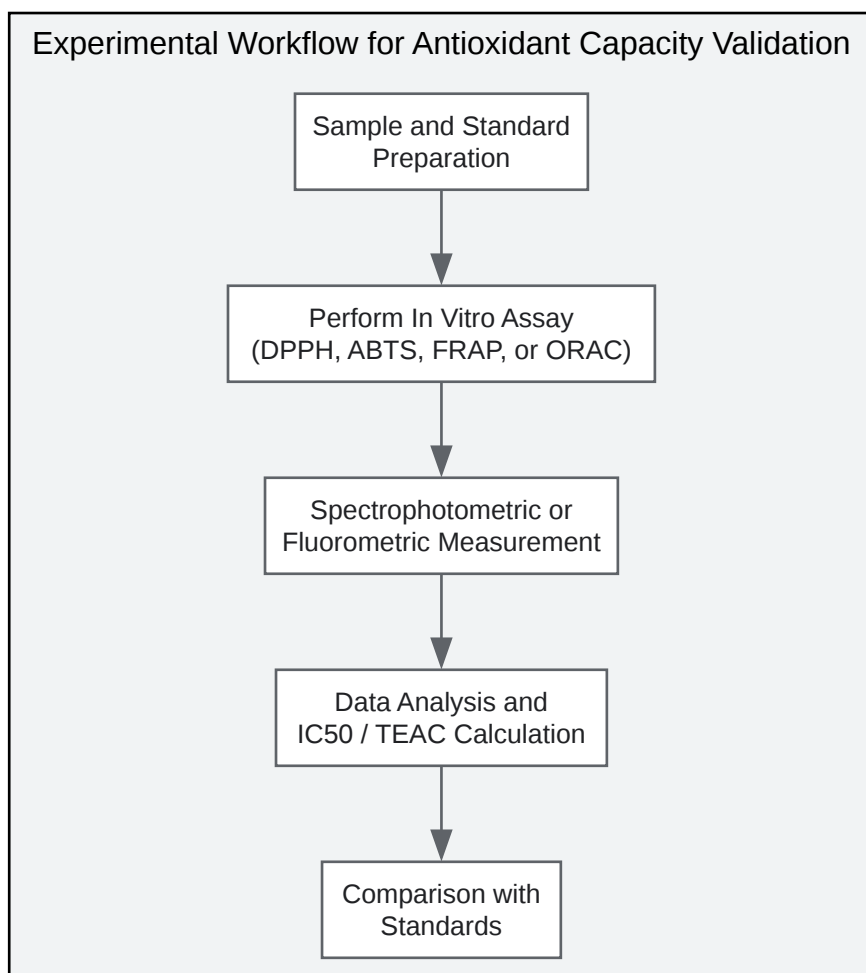 Experimental Workflow for Antioxidant Capacity Validation
Sample and Standard
Preparation
Perform In Vitro Assay
(DPPH, ABTS, FRAP, or ORAC)
Spectrophotometric or
Fluorometric Measurement
Data Analysis and
IC50 / TEAC Calculation
Comparison with
Standards